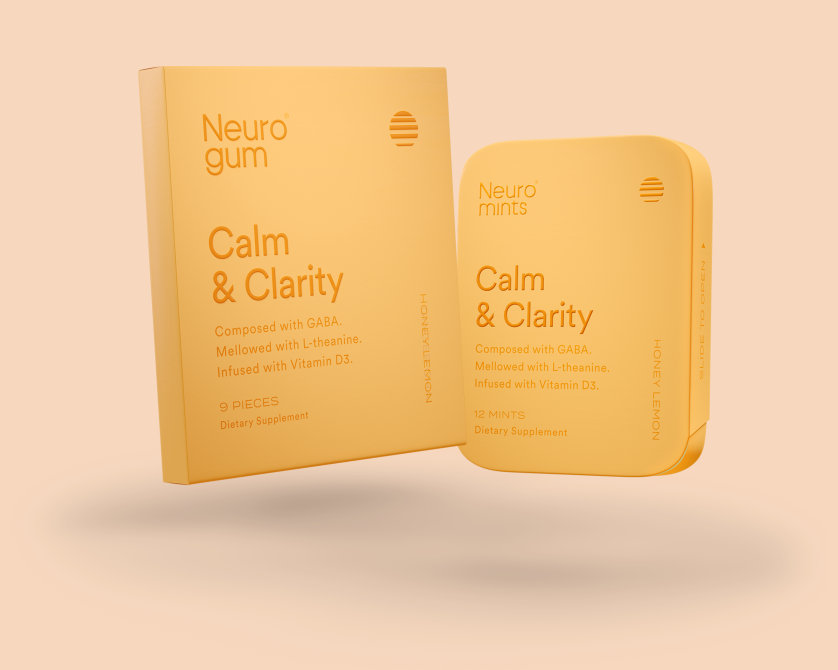 Neuro
gum
Calm
& Clarity
Composed with GABA.
Mellowed with L-theanine.
Infused with Vitamin D3.
9 PIECES
Dietary Supplement
HONEY LEMON
Neuro
mints
Calm
& Clarity
Composed with GABA.
Mellowed with L-theanine.
Infused with Vitamin D3.
12 MINTS
Dietary Supplement
HONEY LEMON
SLIDE TO OPEN